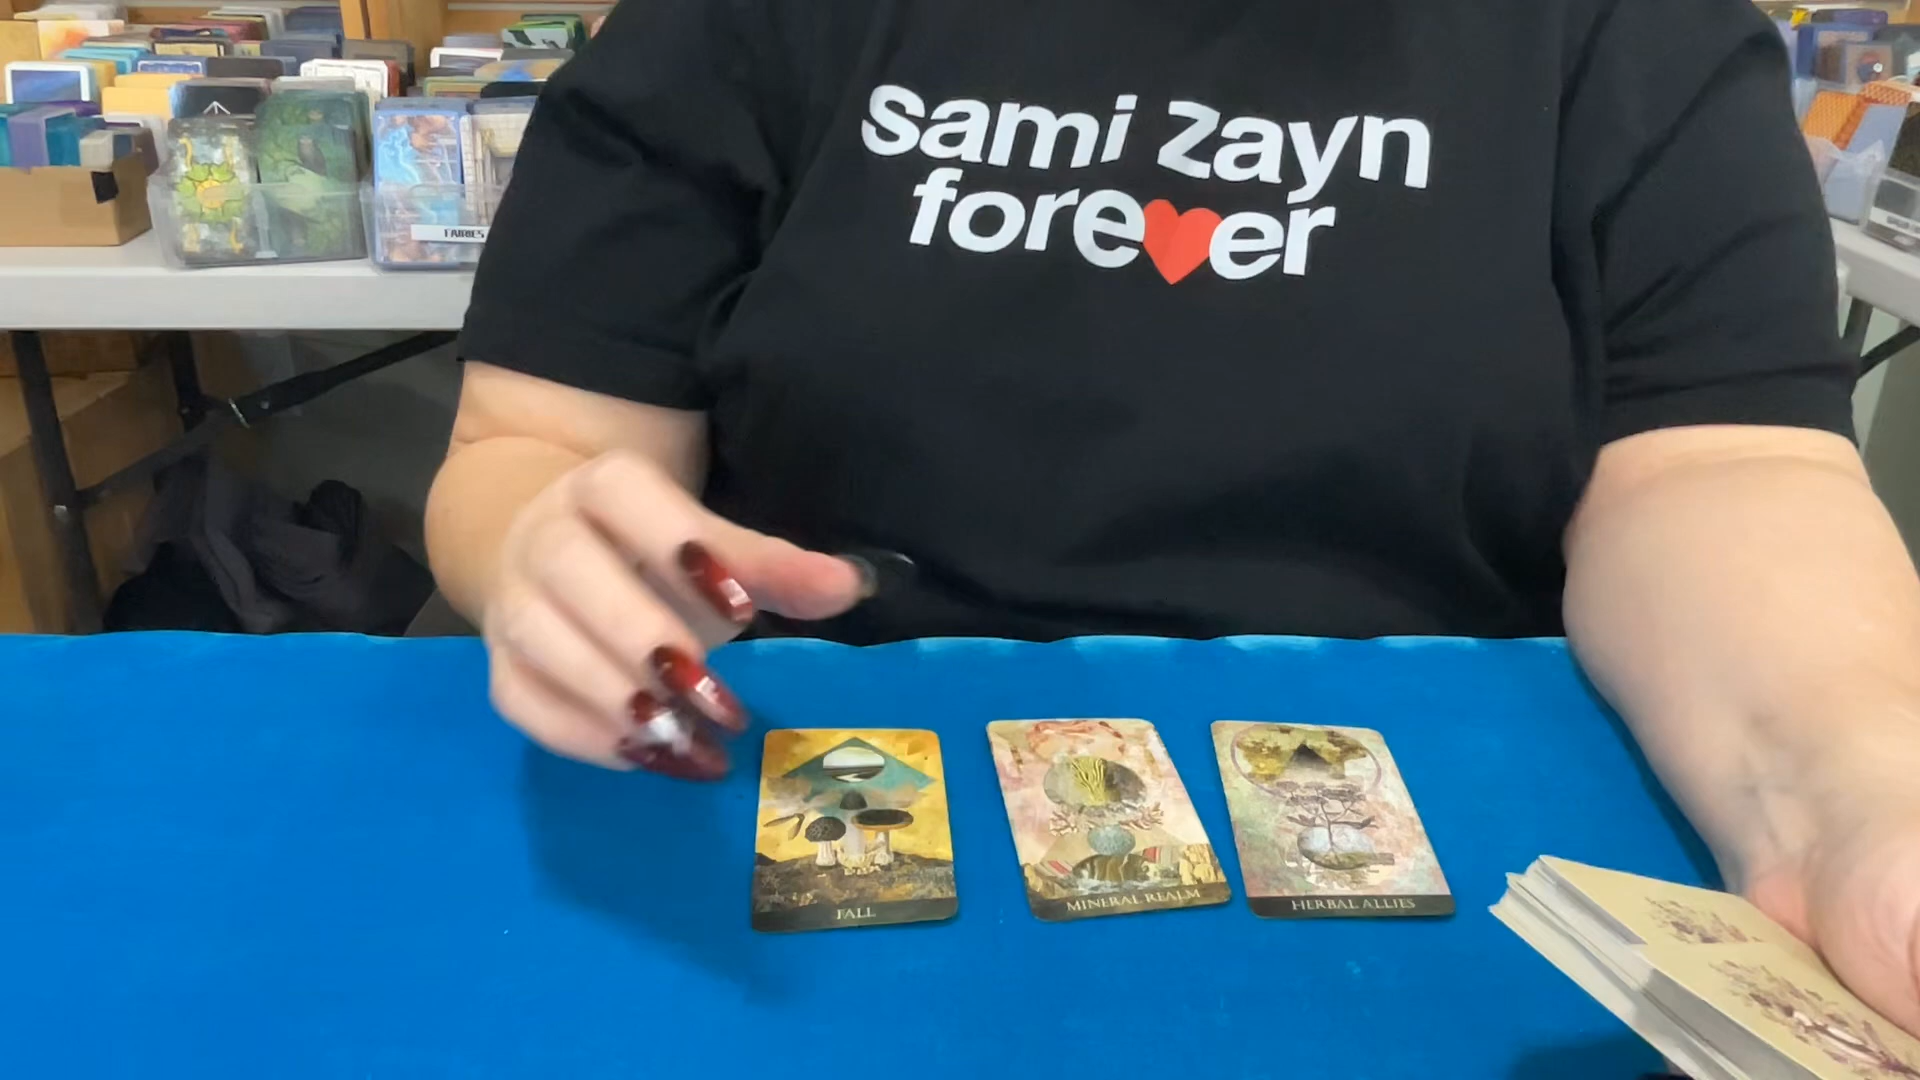 sami zayn
forever
FAIRIES
FALL
MINERAL REALM
HERBAL ALLIES